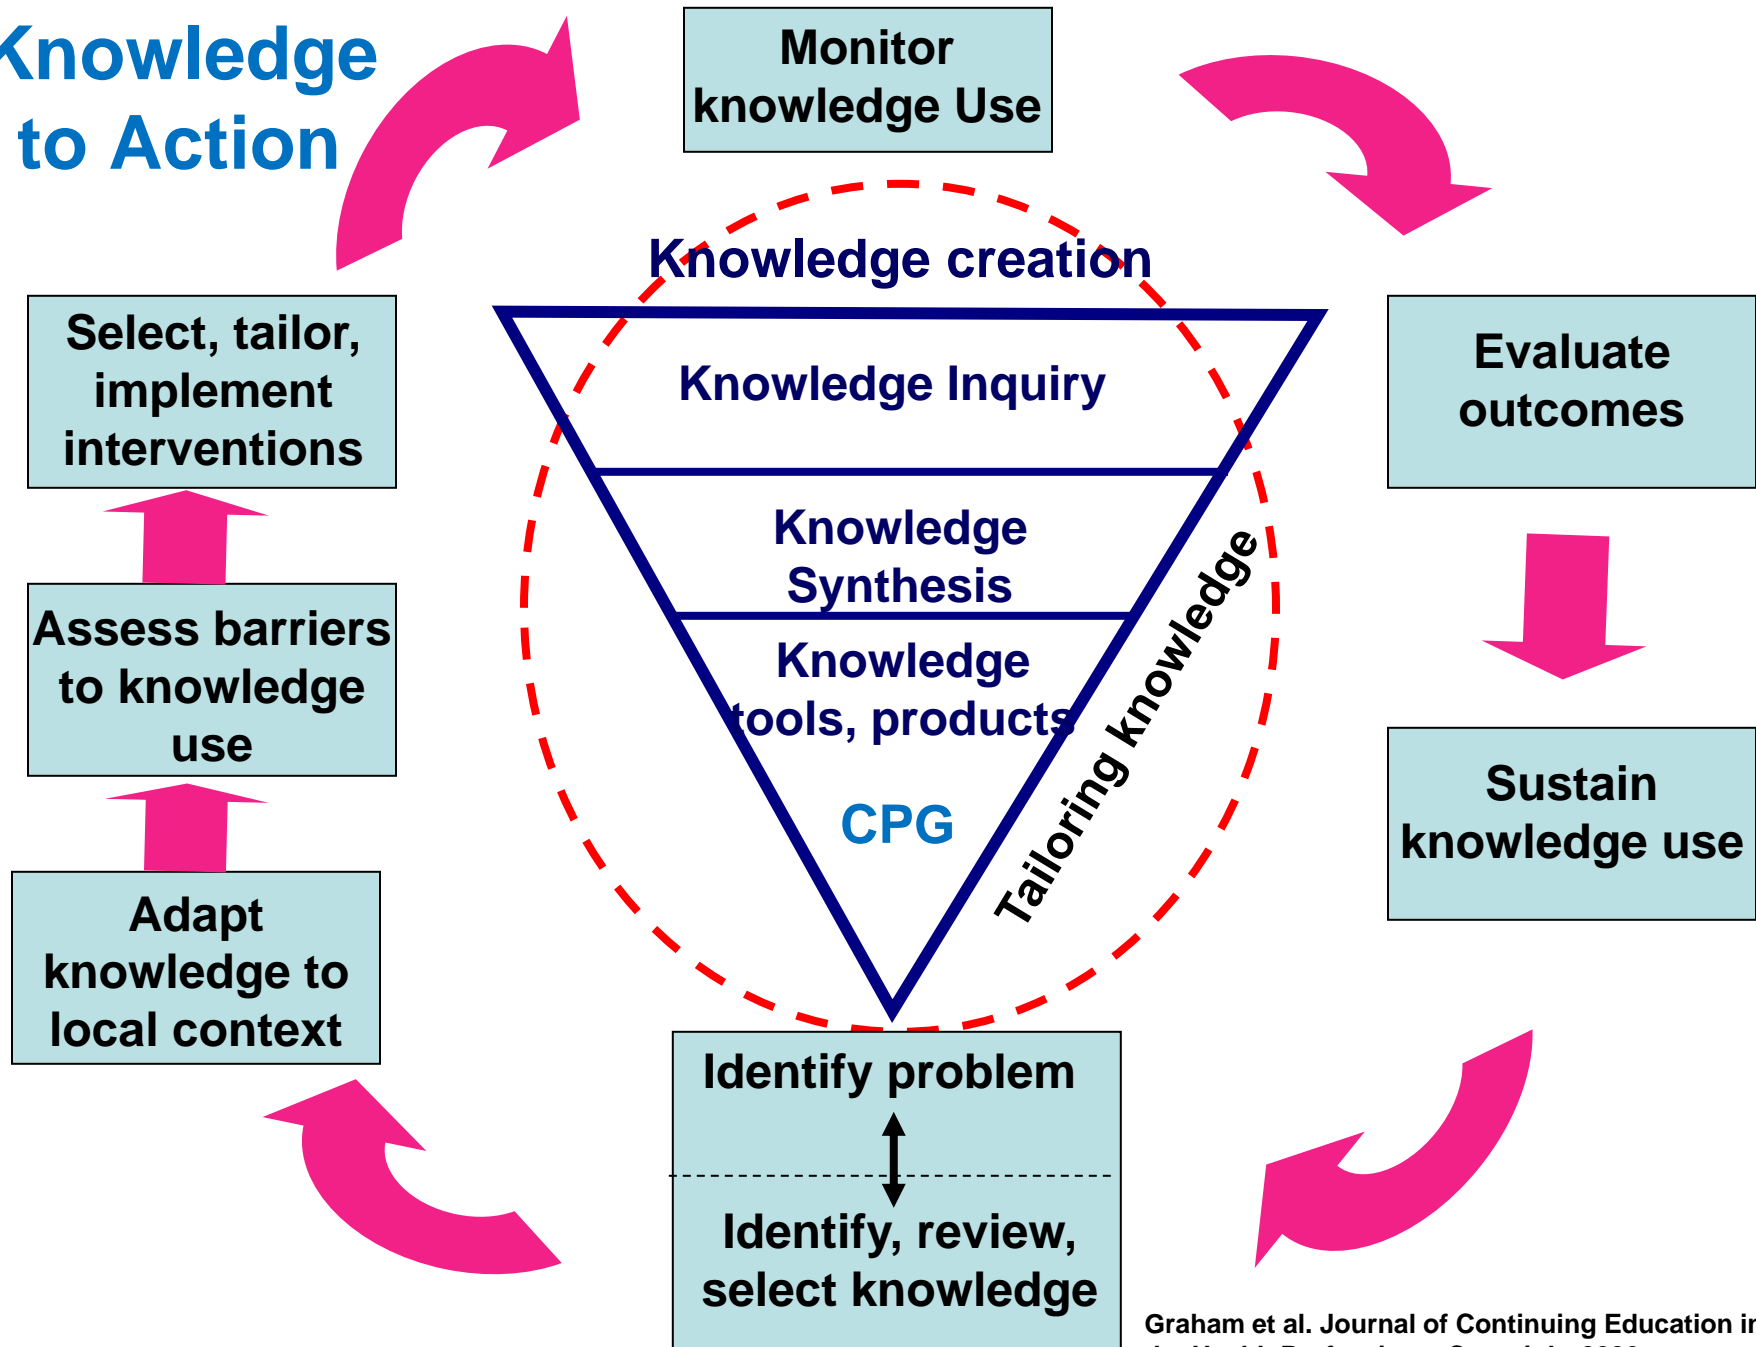 Knowledge
to Action
Monitor
knowledge Use
Knowledge creation
Knowledge Inquiry
Knowledge
Synthesis
Knowledge
tools, products
CPG
Tailoring knowledge
Select, tailor,
implement
interventions
Assess barriers
to knowledge
use
Adapt
knowledge to
local context
Evaluate
outcomes
Sustain
knowledge use
Identify problem
Identify, review,
select knowledge
Graham et al. Journal of Continuing Education in